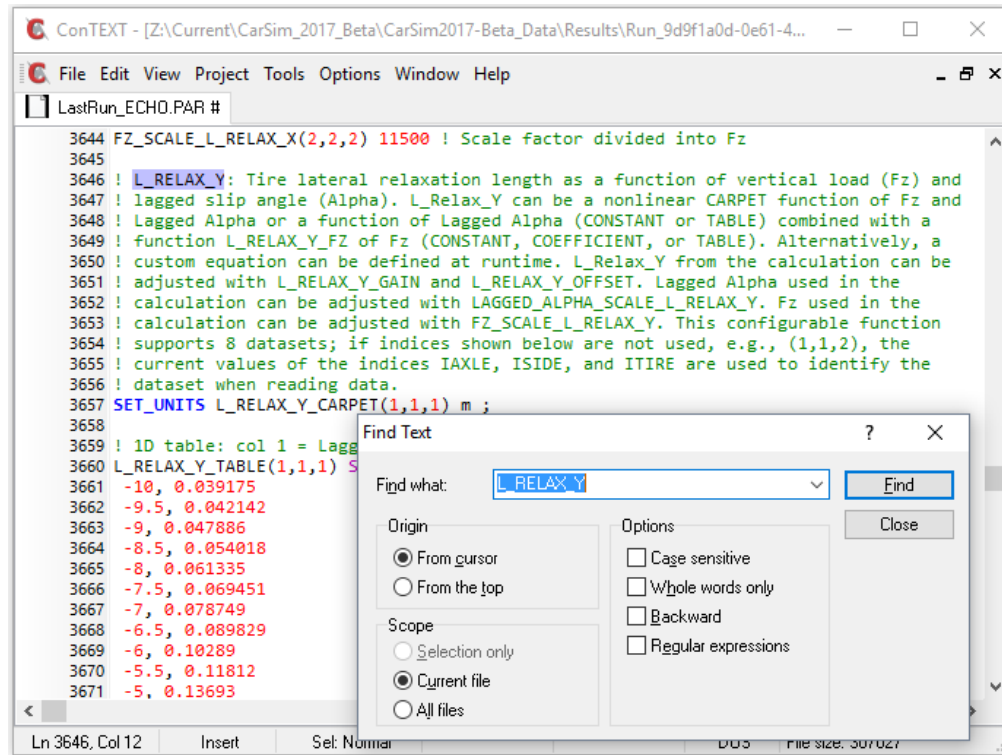 ConTEXT - [Z:\Current\CarSim_2017_Beta\CarSim2017-Beta_Data\Results\Run_9d9f1a0d-0e61-4...
File Edit View Project Tools Options Window Help
LastRun_ECHO.PAR #
3644 FZ_SCALE_L_RELAX_X(2,2,2) 11500 ! Scale factor divided into Fz
3645
3646 ! L_RELAX_Y: Tire lateral relaxation length as a function of vertical load (Fz) and
3647 ! lagged slip angle (Alpha). L_Relax_Y can be a nonlinear CARPET function of Fz and
3648 ! Lagged Alpha or a function of Lagged Alpha (CONSTANT or TABLE) combined with a
3649 ! function L_RELAX_Y_FZ of Fz (CONSTANT, COEFFICIENT, or TABLE). Alternatively, a
3650 ! custom equation can be defined at runtime. L_Relax_Y from the calculation can be
3651 ! adjusted with L_RELAX_Y_GAIN and L_RELAX_Y_OFFSET. Lagged Alpha used in the
3652 ! calculation can be adjusted with LAGGED_ALPHA_SCALE_L_RELAX_Y. Fz used in the
3653 ! calculation can be adjusted with FZ_SCALE_L_RELAX_Y. This configurable function
3654 ! supports 8 datasets; if indices shown below are not used, e.g., (1,1,2), the
3655 ! current values of the indices IAXLE, ISIDE, and ITIRE are used to identify the
3656 ! dataset when reading data.
3657 SET_UNITS L_RELAX_Y_CARPET(1,1,1) m ;
3658
3659 ! 1D table: col 1 = Lagg
3660 L_RELAX_Y_TABLE(1,1,1) S
3661 -10, 0.039175
3662 -9.5, 0.042142
3663 -9, 0.047886
3664 -8.5, 0.054018
3665 -8, 0.061335
3666 -7.5, 0.069451
3667 -7, 0.078749
3668 -6.5, 0.089829
3669 -6, 0.10289
3670 -5.5, 0.11812
3671 -5, 0.13693
Find Text
Find what: L_RELAX_Y Find
Close
Origin
From cursor
From the top
Scope
Selection only
Current file
All files
Options
Case sensitive
Whole words only
Backward
Regular expressions
Ln 3646, Col 12 Insert Sel: Normal DOS File size: 307027